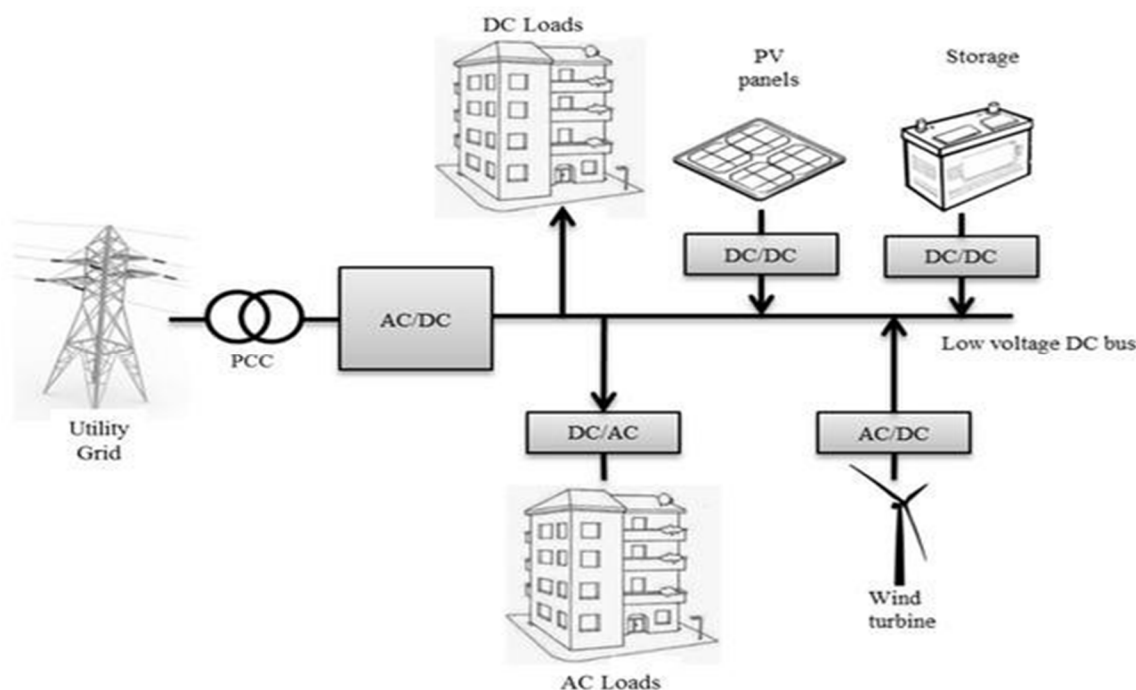 DC Loads
PV
panels
Storage
DC/DC
DC/DC
AC/DC
PCC
Low voltage DC bus
Utility
Grid
DC/AC
AC/DC
Wind
turbine
AC Loads